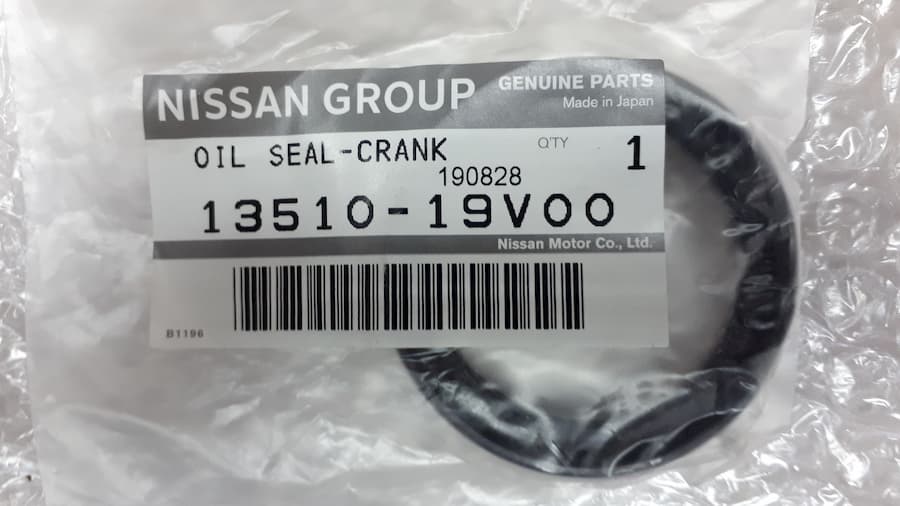 NISSAN GROUP
GENUINE PARTS
Made in Japan
OIL SEAL-CRANK
Q'TY
1
190828
13510-19V00
Nissan Motor Co., Ltd.
B1196